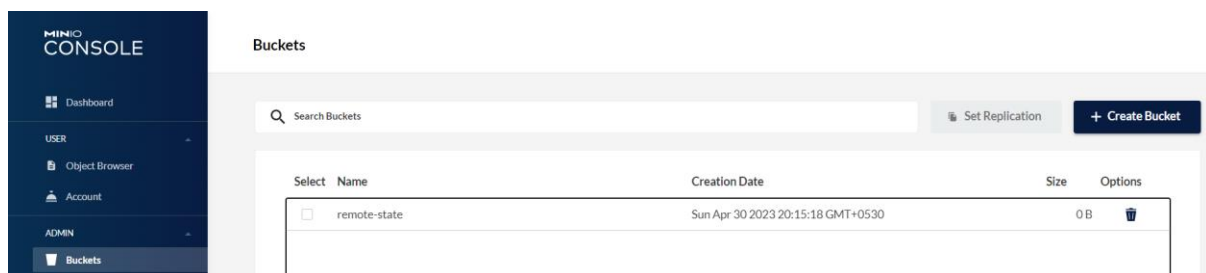 MINIO
CONSOLE
Dashboard
USER
Object Browser
Account
ADMIN
Buckets
Buckets
Search Buckets
Set Replication
+ Create Bucket
Select Name Creation Date Size Options
remote-state Sun Apr 30 2023 20:15:18 GMT+0530 0 B